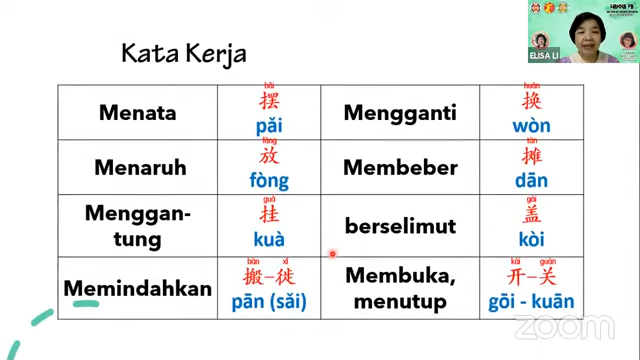 Kata Kerja
ELISA LI
Menata
bǎi
摆
pǎi
Mengganti
huàn
换
wòn
Menaruh
fàng
放
fòng
Membeber
tān
摊
dān
Menggan-
tung
guà
挂
kuà
berselimut
gài
盖
kòi
Memindahkan
bān xǐ
搬-徙
pān (sǎi)
Membuka,
menutup
kāi guān
开-关
gōi - kuān
zoom